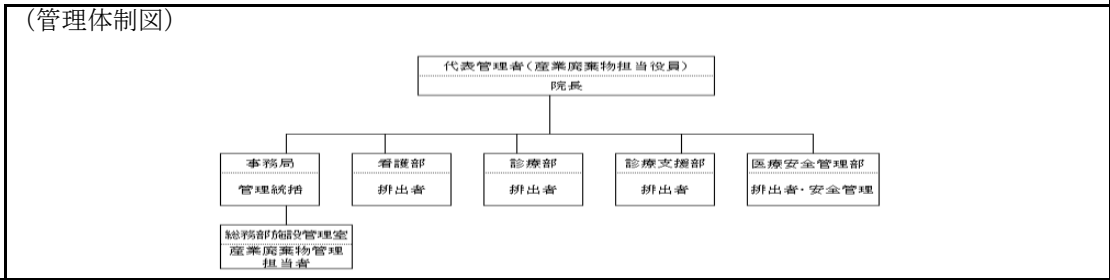 （管理体制図）
代表管理者（産業廃棄物担当役員）
院長
事務局
管理統括
看護部
排出者
診療部
排出者
診療支援部
排出者
医療安全管理部
排出者・安全管理
総務部施設管理室
産業廃棄物管理
担当者